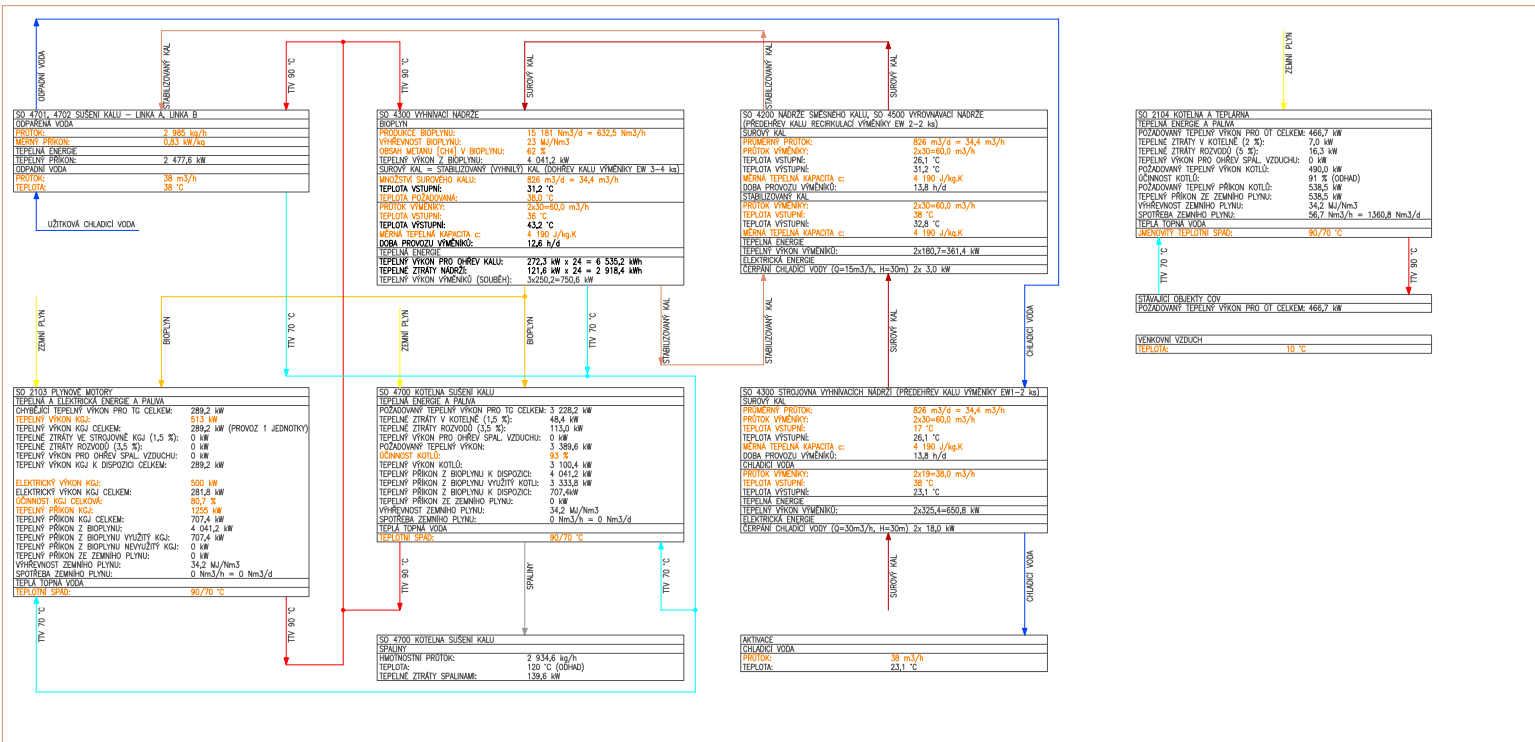 ODPADNÍ VODA
STABILIZOVANÝ KAL
TTV 90 °C
TTV 90 °C
SUROVÝ KAL
STABILIZOVANÝ KAL
SUROVÝ KAL
ZEMNÍ PLYN
SO 4701, 4702 SUŠENÍ KALU – LINKA A, LINKA B
ODPAŘENÁ VODA
PRŮTOK: 2 985 kg/h
MĚRNÝ PŘÍKON: 0,83 kW/kg
TEPELNÁ ENERGIE
TEPELNÝ PŘÍKON: 2 477,6 kW
ODPADNÍ VODA
PRŮTOK: 38 m3/h
TEPLOTA: 38 °C
UŽITKOVÁ CHLADICÍ VODA
SO 4300 VYHNÍVACÍ NÁDRŽE
BIOPLYN
PRODUKCE BIOPLYNU: 15 181 Nm3/d = 632,5 Nm3/h
VÝHŘEVNOST BIOPLYNU: 23 MJ/Nm3
OBSAH METANU [CH4] V BIOPLYNU: 62 %
TEPELNÝ VÝKON Z BIOPLYNU: 4 041,2 kW
SUROVÝ KAL = STABILIZOVANÝ (VYHNILÝ) KAL (DOHŘEV KALU VÝMĚNÍKY EW 3–4 ks)
MNOŽSTVÍ SUROVÉHO KALU: 826 m3/d = 34,4 m3/h
TEPLOTA VSTUPNÍ: 31,2 °C
TEPLOTA POŽADOVANÁ: 38,0 °C
PRŮTOK VÝMĚNÍKY: 2x30=60,0 m3/h
TEPLOTA VSTUPNÍ: 36 °C
TEPLOTA VÝSTUPNÍ: 43,2 °C
MĚRNÁ TEPELNÁ KAPACITA c: 4 190 J/kg.K
DOBA PROVOZU VÝMĚNÍKŮ: 12,6 h/d
TEPELNÁ ENERGIE
TEPELNÝ VÝKON PRO OHŘEV KALU: 272,3 kW x 24 = 6 535,2 kWh
TEPELNÉ ZTRÁTY NÁDRŽÍ: 121,6 kW x 24 = 2 918,4 kWh
TEPELNÝ VÝKON VÝMĚNÍKŮ (SOUBĚH): 3x250,2=750,6 kW
SO 4200 NÁDRŽE SMĚSNÉHO KALU, SO 4500 VYROVNÁVACÍ NÁDRŽE
(PŘEDEHŘEV KALU RECIRKULACÍ VÝMĚNÍKY EW 2–2 ks)
SUROVÝ KAL
PRŮMĚRNÝ PRŮTOK: 826 m3/d = 34,4 m3/h
PRŮTOK VÝMĚNÍKY: 2x30=60,0 m3/h
TEPLOTA VSTUPNÍ: 26,1 °C
TEPLOTA VÝSTUPNÍ: 31,2 °C
MĚRNÁ TEPELNÁ KAPACITA c: 4 190 J/kg.K
DOBA PROVOZU VÝMĚNÍKŮ: 13,8 h/d
STABILIZOVANÝ KAL
PRŮTOK VÝMĚNÍKY: 2x30=60,0 m3/h
TEPLOTA VSTUPNÍ: 38 °C
TEPLOTA VÝSTUPNÍ: 32,8 °C
MĚRNÁ TEPELNÁ KAPACITA c: 4 190 J/kg.K
TEPELNÁ ENERGIE
TEPELNÝ VÝKON VÝMĚNÍKŮ: 2x180,7=361,4 kW
ELEKTRICKÁ ENERGIE
ČERPÁNÍ CHLADÍCÍ VODY (Q=15m3/h, H=30m) 2x 3,0 kW
SO 2104 KOTELNA A TEPLÁRNA
TEPELNÁ ENERGIE A PALIVA
POŽADOVANÝ TEPELNÝ VÝKON PRO ÚT CELKEM: 466,7 kW
TEPELNÉ ZTRÁTY V KOTELNĚ (2 %): 7,0 kW
TEPELNÉ ZTRÁTY ROZVODŮ (5 %): 16,3 kW
TEPELNÝ VÝKON PRO OHŘEV SPAL. VZDUCHU: 0 kW
POŽADOVANÝ TEPELNÝ VÝKON KOTLŮ: 490,0 kW
ÚČINNOST KOTLŮ: 91 % (ODHAD)
POŽADOVANÝ TEPELNÝ PŘÍKON KOTLŮ: 538,5 kW
TEPELNÝ PŘÍKON ZE ZEMNÍHO PLYNU: 538,5 kW
VÝHŘEVNOST ZEMNÍHO PLYNU: 34,2 MJ/Nm3
SPOTŘEBA ZEMNÍHO PLYNU: 56,7 Nm3/h = 1360,8 Nm3/d
TEPLÁ TOPNÁ VODA
JMENOVITÝ TEPLOTNÍ SPÁD: 90/70 °C
TTV 70 °C
TTV 90 °C
STÁVAJÍCÍ OBJEKTY ČOV
POŽADOVANÝ TEPELNÝ VÝKON PRO ÚT CELKEM: 466,7 kW
VENKOVNÍ VZDUCH
TEPLOTA: 10 °C
ZEMNÍ PLYN
BIOPLYN
TTV 70 °C
ZEMNÍ PLYN
BIOPLYN
TTV 70 °C
STABILIZOVANÝ KAL
STABILIZOVANÝ KAL
SUROVÝ KAL
CHLADICÍ VODA
SO 2103 PLYNOVÉ MOTORY
TEPELNÁ A ELEKTRICKÁ ENERGIE A PALIVA
CHYBĚJÍCÍ TEPELNÝ VÝKON PRO TG CELKEM: 289,2 kW
TEPELNÝ VÝKON KGJ: 513 kW
TEPELNÝ VÝKON KGJ CELKEM: 289,2 kW (PROVOZ 1 JEDNOTKY)
TEPELNÉ ZTRÁTY VE STROJOVNĚ KGJ (1,5 %): 0 kW
TEPELNÉ ZTRÁTY ROZVODŮ (3,5 %): 0 kW
TEPELNÝ VÝKON PRO OHŘEV SPAL. VZDUCHU: 0 kW
TEPELNÝ VÝKON KGJ K DISPOZICI CELKEM: 289,2 kW
ELEKTRICKÝ VÝKON KGJ: 500 kW
ELEKTRICKÝ VÝKON KGJ CELKEM: 281,8 kW
ÚČINNOST KGJ CELKOVÁ: 80,7 %
TEPELNÝ PŘÍKON KGJ: 1255 kW
TEPELNÝ PŘÍKON KGJ CELKEM: 707,4 kW
TEPELNÝ PŘÍKON Z BIOPLYNU: 4 041,2 kW
TEPELNÝ PŘÍKON Z BIOPLYNU VYUŽITÝ KGJ: 707,4 kW
TEPELNÝ PŘÍKON Z BIOPLYNU NEVYUŽITÝ KGJ: 0 kW
TEPELNÝ PŘÍKON ZE ZEMNÍHO PLYNU: 0 kW
VÝHŘEVNOST ZEMNÍHO PLYNU: 34,2 MJ/Nm3
SPOTŘEBA ZEMNÍHO PLYNU: 0 Nm3/h = 0 Nm3/d
TEPLÁ TOPNÁ VODA
TEPLOTNÍ SPÁD: 90/70 °C
SO 4700 KOTELNA SUŠENÍ KALU
TEPELNÁ ENERGIE A PALIVA
POŽADOVANÝ TEPELNÝ VÝKON PRO TG CELKEM: 3 228,2 kW
TEPELNÉ ZTRÁTY V KOTELNĚ (1,5 %): 48,4 kW
TEPELNÉ ZTRÁTY ROZVODŮ (3,5 %): 113,0 kW
TEPELNÝ VÝKON PRO OHŘEV SPAL. VZDUCHU: 0 kW
POŽADOVANÝ TEPELNÝ VÝKON: 3 389,6 kW
ÚČINNOST KOTLŮ: 93 %
TEPELNÝ VÝKON KOTLŮ: 3 100,4 kW
TEPELNÝ PŘÍKON Z BIOPLYNU K DISPOZICI: 4 041,2 kW
TEPELNÝ PŘÍKON Z BIOPLYNU VYUŽITÝ KOTLŮ: 3 333,8 kW
TEPELNÝ PŘÍKON Z BIOPLYNU K DISPOZICI: 707,4kW
TEPELNÝ PŘÍKON ZE ZEMNÍHO PLYNU: 0 kW
VÝHŘEVNOST ZEMNÍHO PLYNU: 34,2 MJ/Nm3
SPOTŘEBA ZEMNÍHO PLYNU: 0 Nm3/h = 0 Nm3/d
TEPLÁ TOPNÁ VODA
TEPLOTNÍ SPÁD: 90/70 °C
SO 4300 STROJOVNA VYHNÍVACÍCH NÁDRŽÍ (PŘEDEHŘEV KALU VÝMĚNÍKY EW1–2 ks)
SUROVÝ KAL
PRŮMĚRNÝ PRŮTOK: 826 m3/d = 34,4 m3/h
PRŮTOK VÝMĚNÍKY: 2x30=60,0 m3/h
TEPLOTA VSTUPNÍ: 17 °C
TEPLOTA VÝSTUPNÍ: 26,1 °C
MĚRNÁ TEPELNÁ KAPACITA c: 4 190 J/kg.K
DOBA PROVOZU VÝMĚNÍKŮ: 13,8 h/d
CHLADICÍ VODA
PRŮTOK VÝMĚNÍKY: 2x19=38,0 m3/h
TEPLOTA VSTUPNÍ: 38 °C
TEPLOTA VÝSTUPNÍ: 23,1 °C
TEPELNÁ ENERGIE
TEPELNÝ VÝKON VÝMĚNÍKŮ: 2x325,4=650,8 kW
ELEKTRICKÁ ENERGIE
ČERPÁNÍ CHLADÍCÍ VODY (Q=30m3/h, H=30m) 2x 18,0 kW
TTV 70 °C
TTV 90 °C
TTV 90 °C
SPALINY
TTV 70 °C
SUROVÝ KAL
CHLADICÍ VODA
SO 4700 KOTELNA SUŠENÍ KALU
SPALINY
HMOTNOSTNÍ PRŮTOK: 2 934,6 kg/h
TEPLOTA: 120 °C (ODHAD)
TEPELNÉ ZTRÁTY SPALINAMI: 139,6 kW
AKTIVACE
CHLADICÍ VODA
PRŮTOK: 38 m3/h
TEPLOTA: 23,1 °C